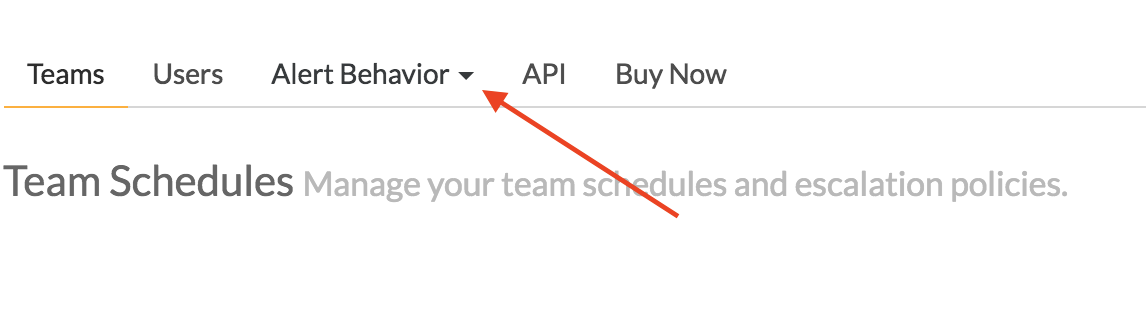 Teams Users Alert Behavior API Buy Now
Team Schedules Manage your team schedules and escalation policies.